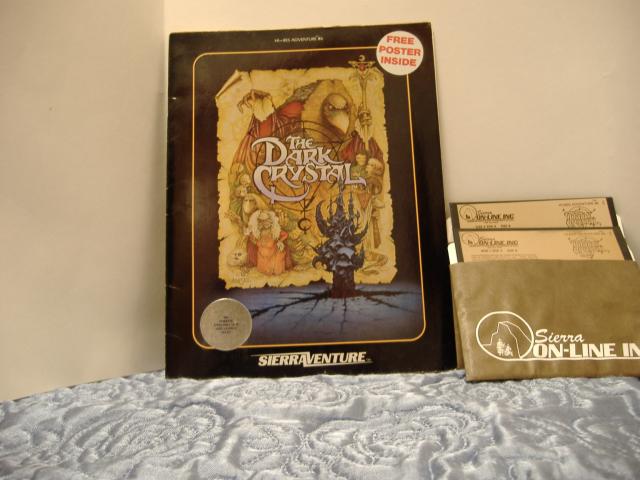 HI-RES ADVENTURE #6
FREE
POSTER
INSIDE
THE
DARK
CRYSTAL
SIERRAVENTURE
Sierra
ON-LINE INC
Sierra
ON-LINE INC
Sierra
ON-LINE IN